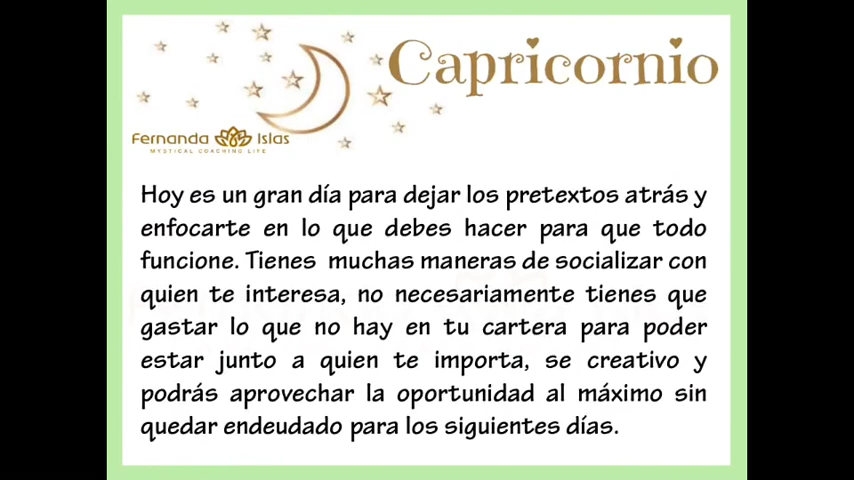 Capricornio
Fernanda Islas
MYSTICAL COACHING LIFE
Hoy es un gran día para dejar los pretextos atrás y
enfocarte en lo que debes hacer para que todo
funcione. Tienes muchas maneras de socializar con
quien te interesa, no necesariamente tienes que
gastar lo que no hay en tu cartera para poder
estar junto a quien te importa, se creativo y
podrás aprovechar la oportunidad al máximo sin
quedar endeudado para los siguientes días.